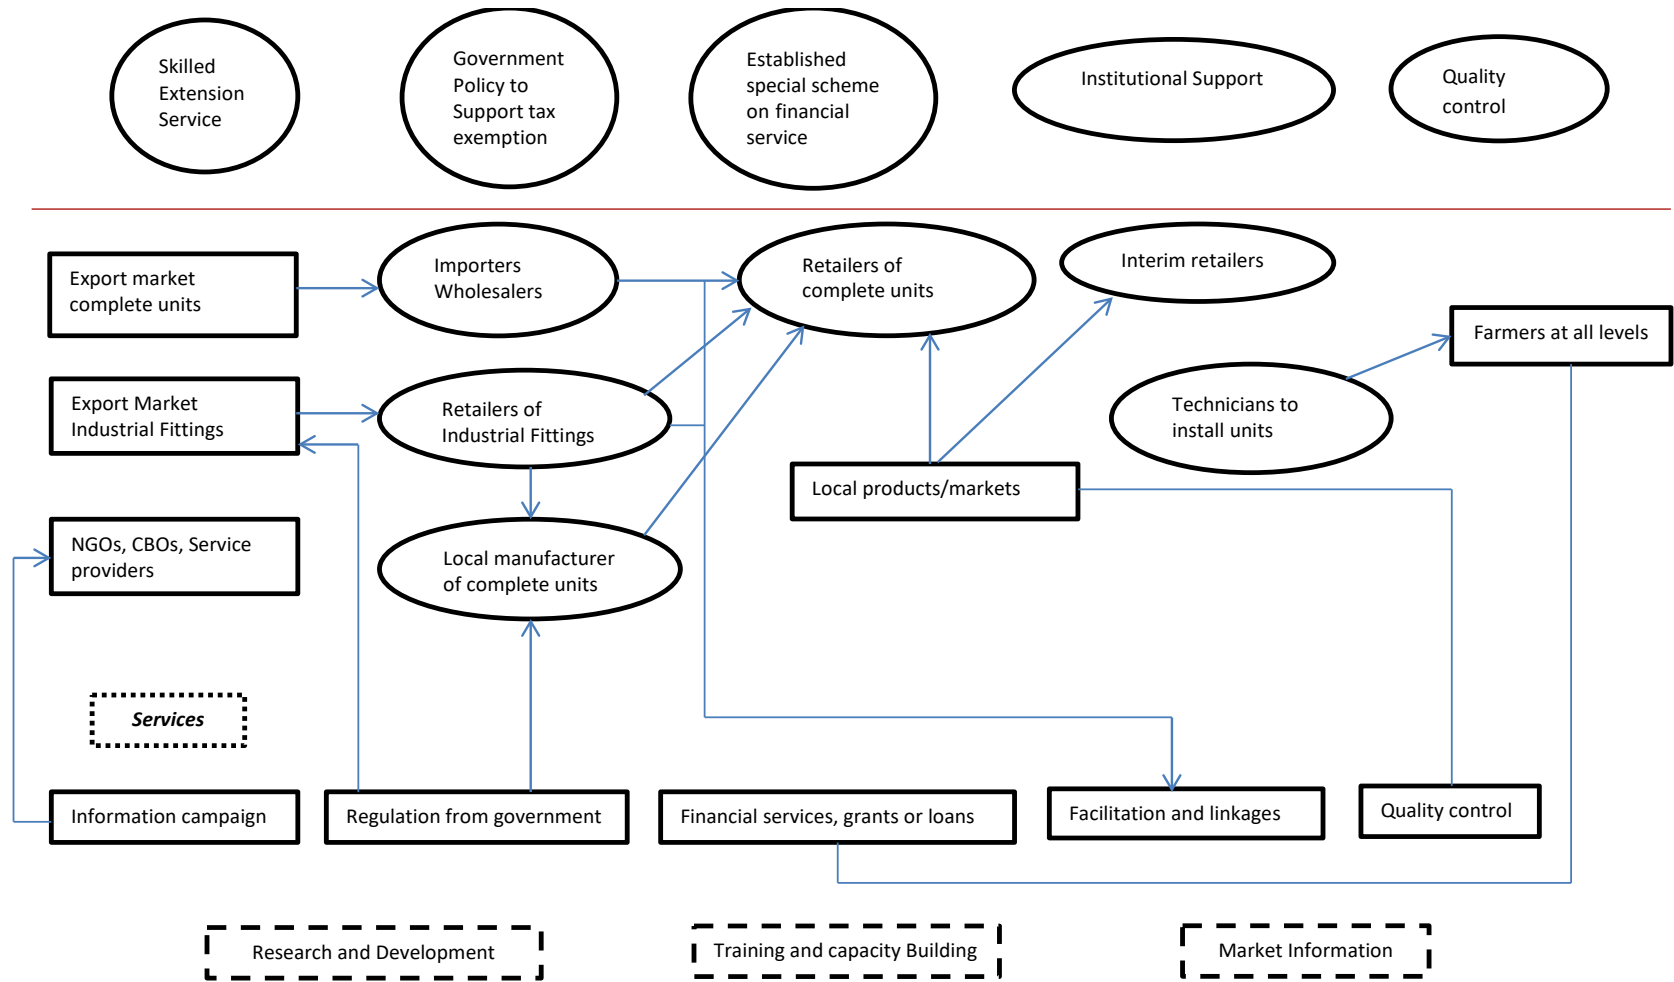 Skilled
Extension
Service
Government
Policy to
Support tax
exemption
Established
special scheme
on financial
service
Institutional Support
Quality
control
Export market
complete units
Importers
Wholesalers
Retailers of
complete units
Interim retailers
Farmers at all levels
Export Market
Industrial Fittings
Retailers of
Industrial Fittings
Technicians to
install units
Local products/markets
NGOs, CBOs, Service
providers
Local manufacturer
of complete units
Services
Information campaign
Regulation from government
Financial services, grants or loans
Facilitation and linkages
Quality control
Research and Development
Training and capacity Building
Market Information